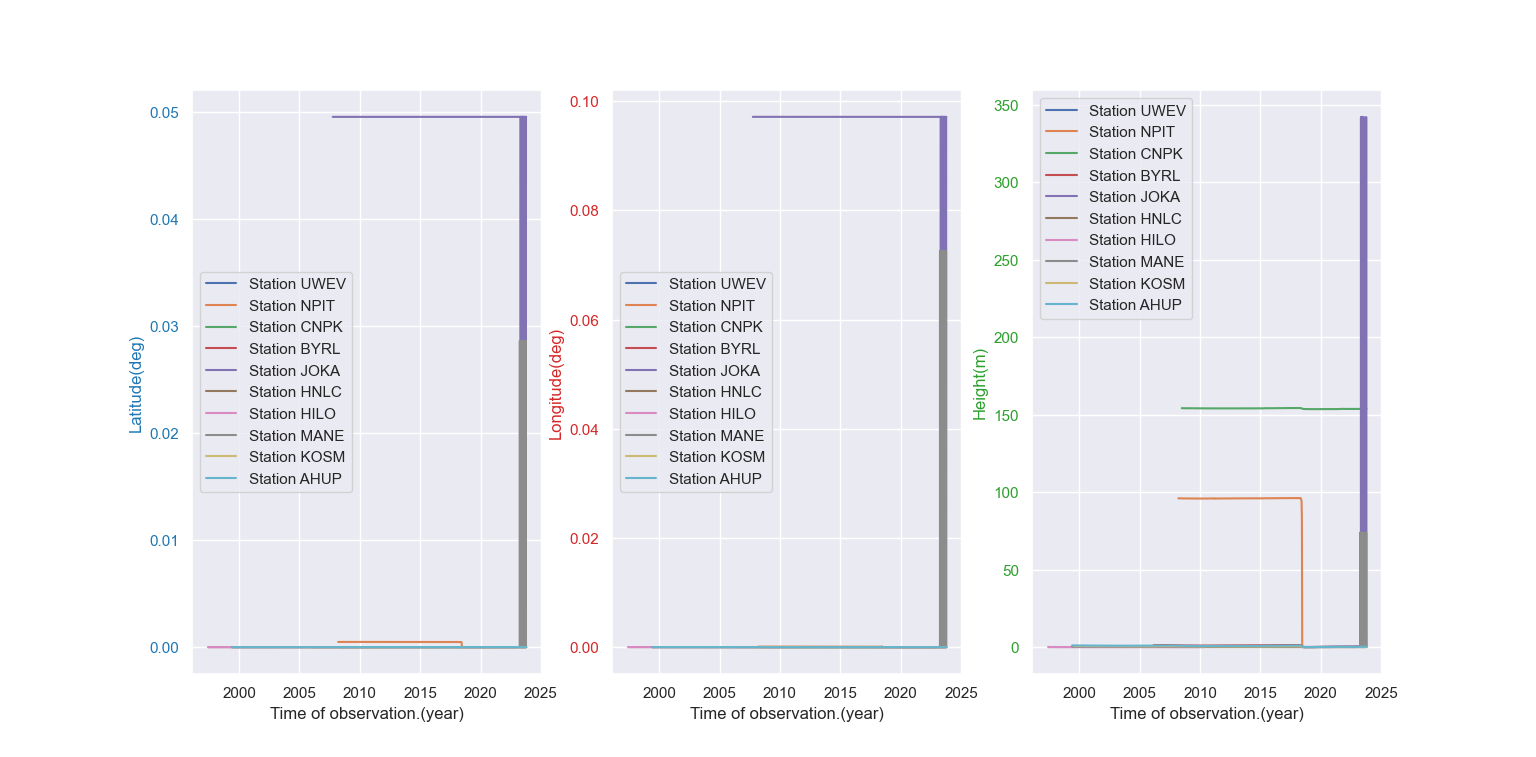 0.05
0.04
0.03
0.02
0.01
0.00
Latitude(deg)
Station UWEV
Station NPIT
Station CNPK
Station BYRL
Station JOKA
Station HNLC
Station HILO
Station MANE
Station KOSM
Station AHUP
2000 2005 2010 2015 2020 2025
Time of observation.(year)
0.10
0.08
0.06
0.04
0.02
0.00
Longitude(deg)
Station UWEV
Station NPIT
Station CNPK
Station BYRL
Station JOKA
Station HNLC
Station HILO
Station MANE
Station KOSM
Station AHUP
2000 2005 2010 2015 2020 2025
Time of observation.(year)
350
300
250
200
150
100
50
0
Height(m)
Station UWEV
Station NPIT
Station CNPK
Station BYRL
Station JOKA
Station HNLC
Station HILO
Station MANE
Station KOSM
Station AHUP
2000 2005 2010 2015 2020 2025
Time of observation.(year)